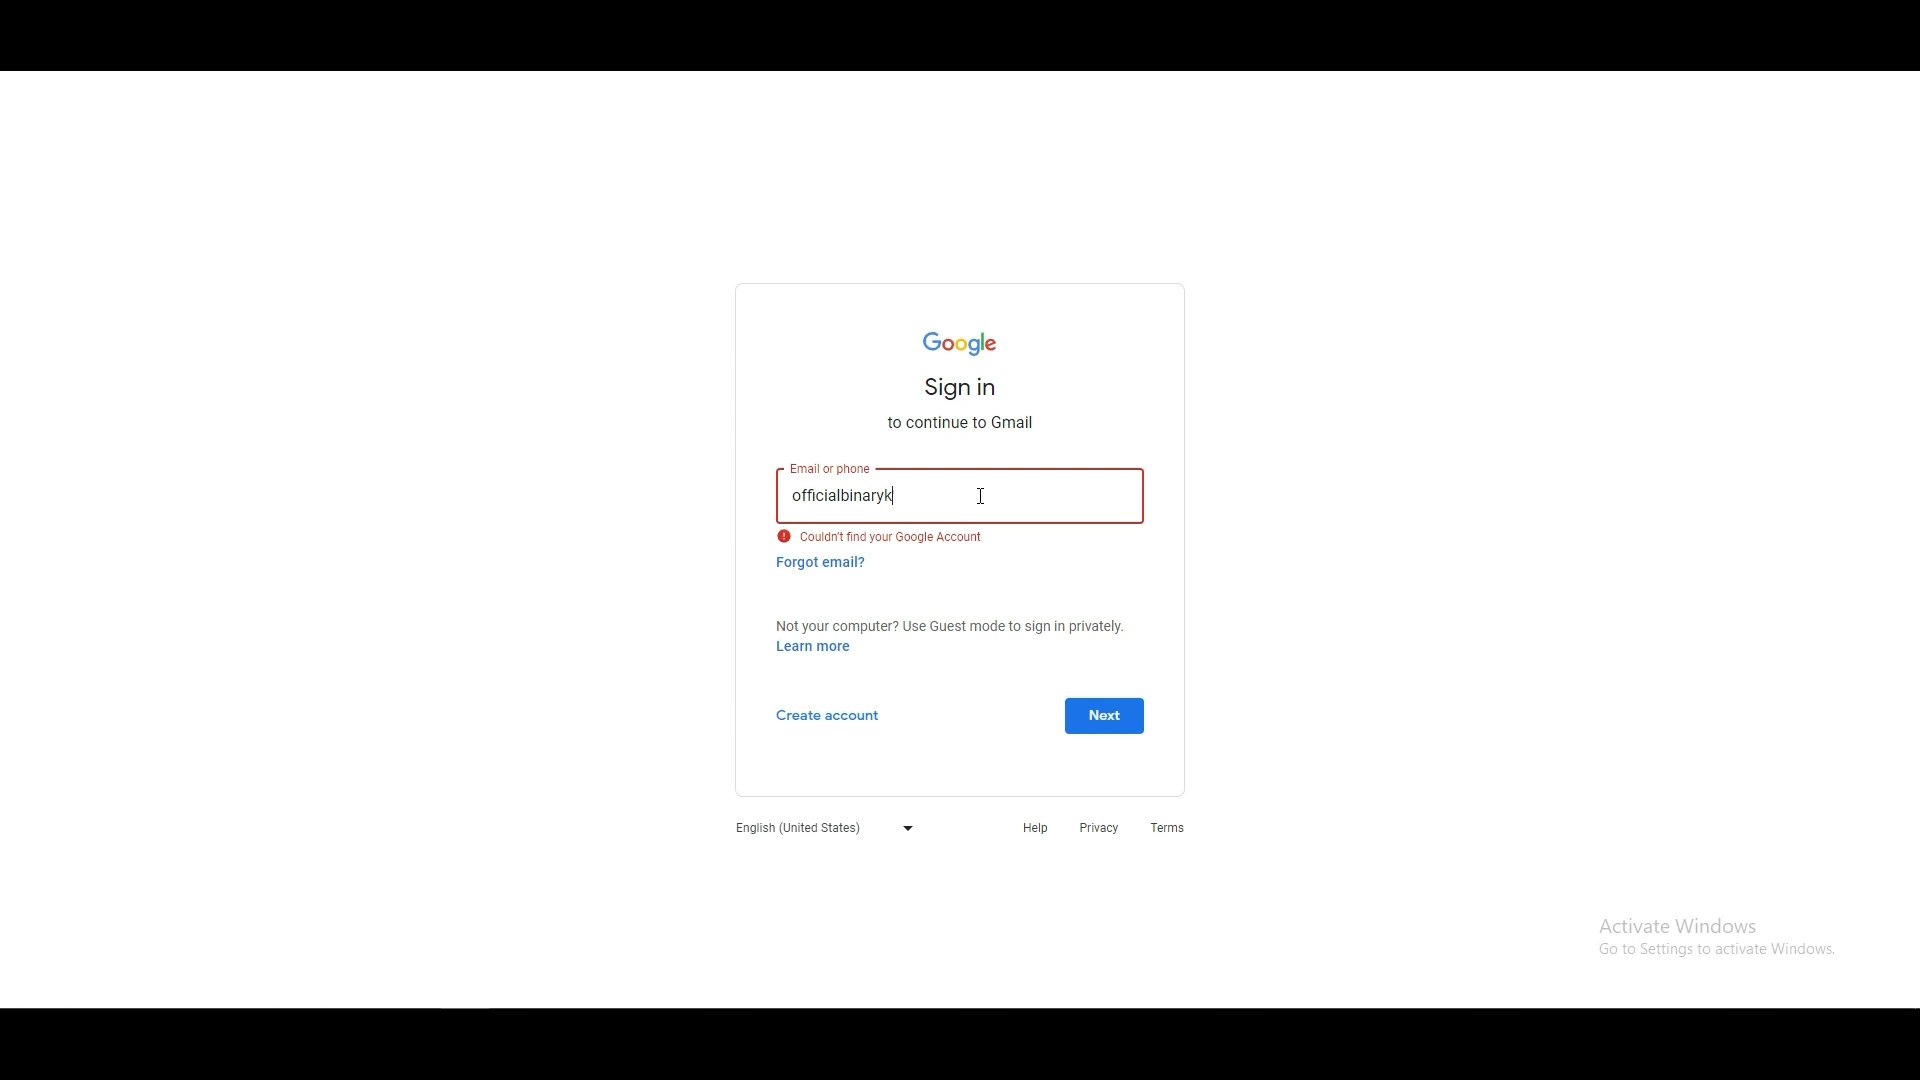 Google
Sign in
to continue to Gmail
Email or phone
officialbinaryk
Couldn't find your Google Account
Forgot email?
Not your computer? Use Guest mode to sign in privately.
Learn more
Create account
Next
English (United States)
Help
Privacy
Terms
Activate Windows
Go to Settings to activate Windows.